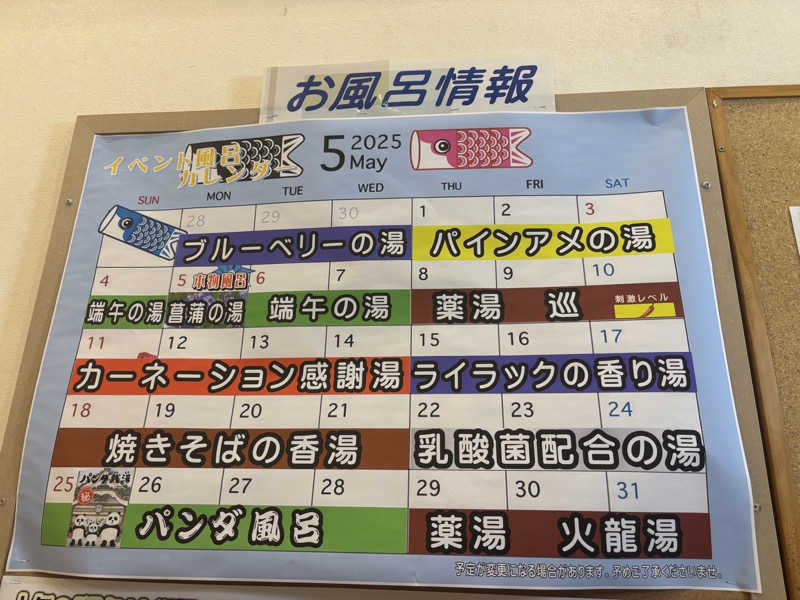 お風呂情報
イベント風呂
カレンダー
5 2025
May
SUN MON TUE WED THU FRI SAT
28 29 30 1 2 3
ブルーベリーの湯 パインアメの湯
4 5 本物風呂 6 7 8 9 10
端午の湯 菖蒲の湯 端午の湯 薬湯 巡 刺激レベル
11 12 13 14 15 16 17
カーネーション感謝湯 ライラックの香り湯
18 19 20 21 22 23 24
焼きそばの香湯 乳酸菌配合の湯
25 パンダ銭湯 26 27 28 29 30 31
パンダ風呂 薬湯 火龍湯
予定が変更になる場合があります。予めご了承くださいませ。